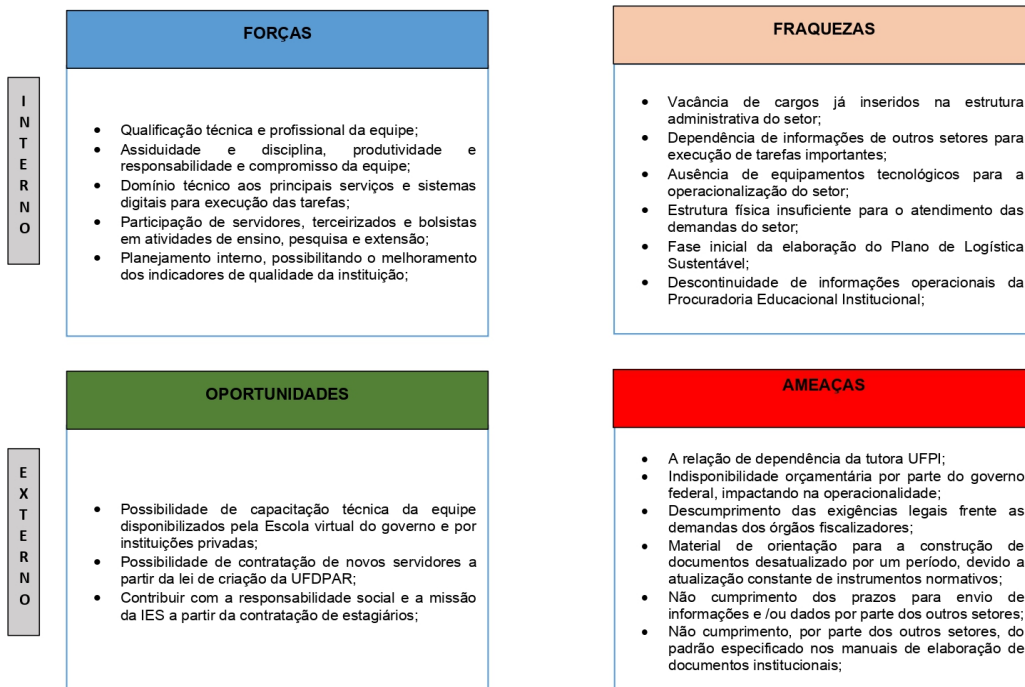 FORÇAS
INTERNO
• Qualificação técnica e profissional da equipe;
• Assiduidade e disciplina, produtividade e
responsabilidade e compromisso da equipe;
• Domínio técnico aos principais serviços e sistemas
digitais para execução das tarefas;
• Participação de servidores, terceirizados e bolsistas
em atividades de ensino, pesquisa e extensão;
• Planejamento interno, possibilitando o melhoramento
dos indicadores de qualidade da instituição;
FRAQUEZAS
• Vacância de cargos já inseridos na estrutura
administrativa do setor;
• Dependência de informações de outros setores para
execução de tarefas importantes;
• Ausência de equipamentos tecnológicos para a
operacionalização do setor;
• Estrutura física insuficiente para o atendimento das
demandas do setor;
• Fase inicial da elaboração do Plano de Logística
Sustentável;
• Descontinuidade de informações operacionais da
Procuradoria Educacional Institucional;
OPORTUNIDADES
EXTERNO
• Possibilidade de capacitação técnica da equipe
disponibilizados pela Escola virtual do governo e por
instituições privadas;
• Possibilidade de contratação de novos servidores a
partir da lei de criação da UFDPAR;
• Contribuir com a responsabilidade social e a missão
da IES a partir da contratação de estagiários;
AMEAÇAS
• A relação de dependência da tutora UFPI;
• Indisponibilidade orçamentária por parte do governo
federal, impactando na operacionalidade;
• Descumprimento das exigências legais frente as
demandas dos órgãos fiscalizadores;
• Material de orientação para a construção de
documentos desatualizado por um período, devido a
atualização constante de instrumentos normativos;
• Não cumprimento dos prazos para envio de
informações e /ou dados por parte dos outros setores;
• Não cumprimento, por parte dos outros setores, do
padrão especificado nos manuais de elaboração de
documentos institucionais;